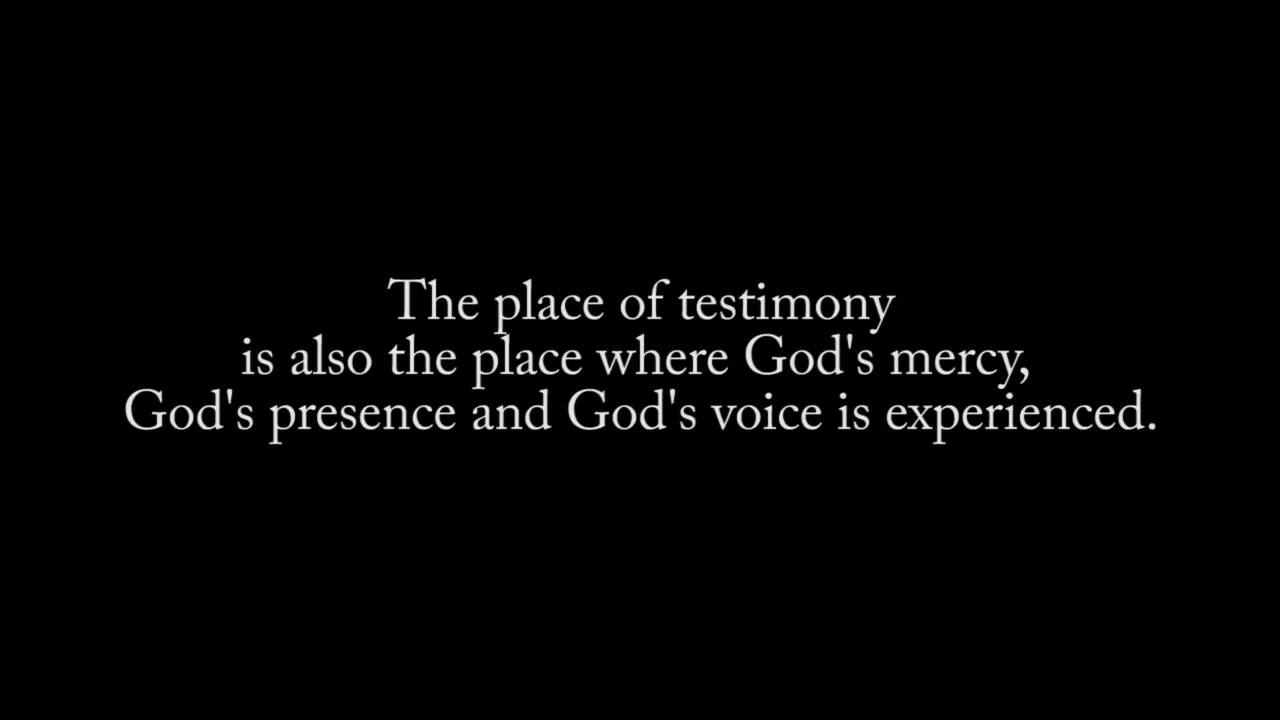 The place of testimony
is also the place where God's mercy,
God's presence and God's voice is experienced.